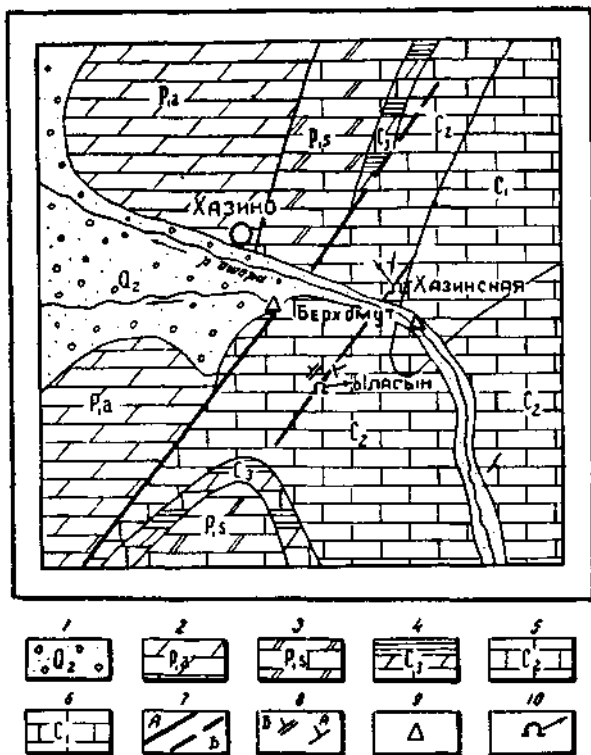 P₁a
P₁s
C₃
C₂
C₁
Хазино
Q₂
Хазинская
Берхомут
Ыласын
P₁a
C₂
C₂
C₃
P₁s
1 2 3 4 5
Q₂ P₁a P₁s C₃ C₂
6 7 8 9 10
C₁ А Б Б А